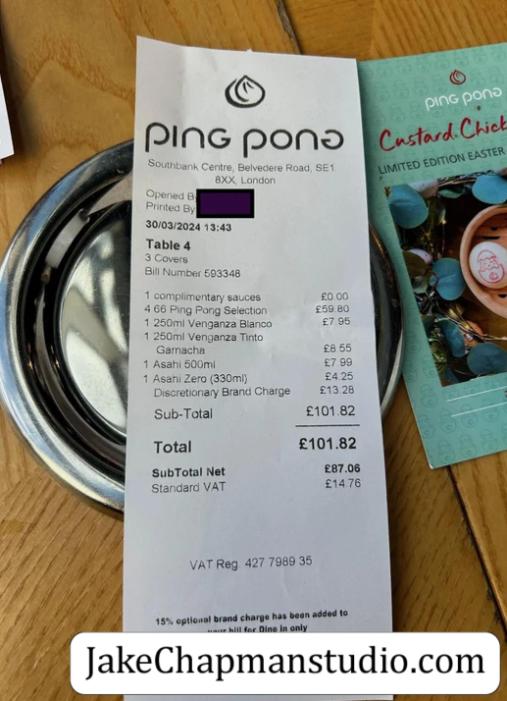 ping pong
Southbank Centre, Belvedere Road, SE1
8XX, London
Opened B
Printed By
30/03/2024 13:43
Table 4
3 Covers
Bill Number 593348
1 complimentary sauces £0.00
4 66 Ping Pong Selection £59.80
1 250ml Venganza Blanco £7.95
1 250ml Venganza Tinto
Garnacha £8.55
1 Asahi 500ml £7.99
1 Asahi Zero (330ml) £4.25
Discretionary Brand Charge £13.28
Sub-Total £101.82
Total £101.82
SubTotal Net £87.06
Standard VAT £14.76
VAT Reg. 427 7989 35
15% optional brand charge has been added to
your bill for Dine in only
ping pong
Custard Chick
LIMITED EDITION EASTER
JakeChapmanstudio.com